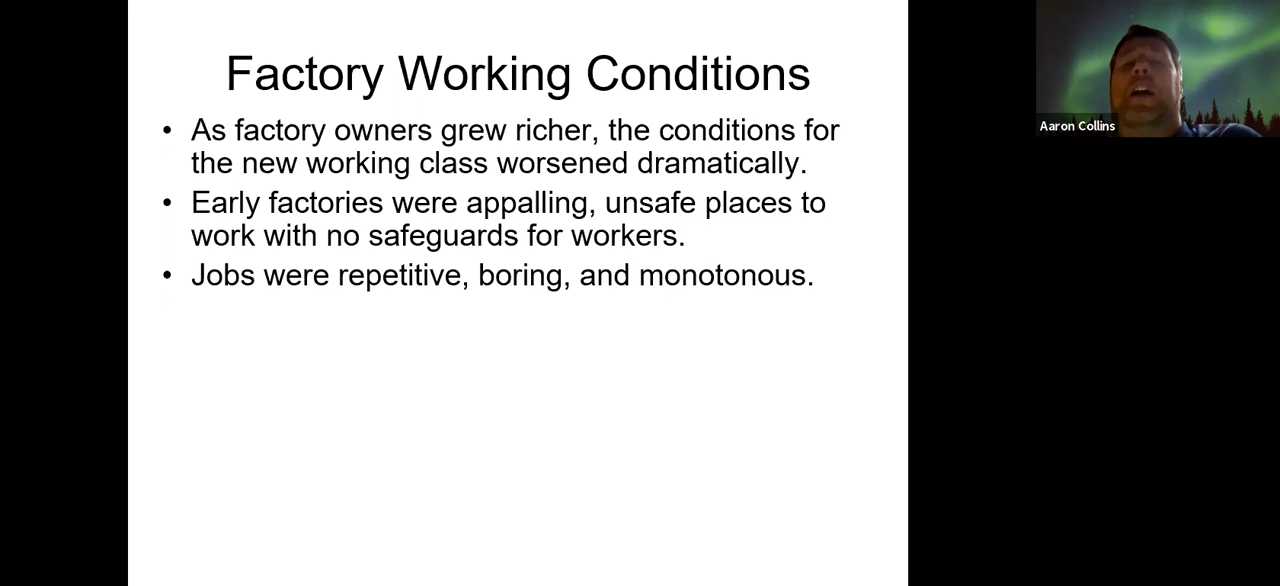 Factory Working Conditions
• As factory owners grew richer, the conditions for
the new working class worsened dramatically.
• Early factories were appalling, unsafe places to
work with no safeguards for workers.
• Jobs were repetitive, boring, and monotonous.
Aaron Collins